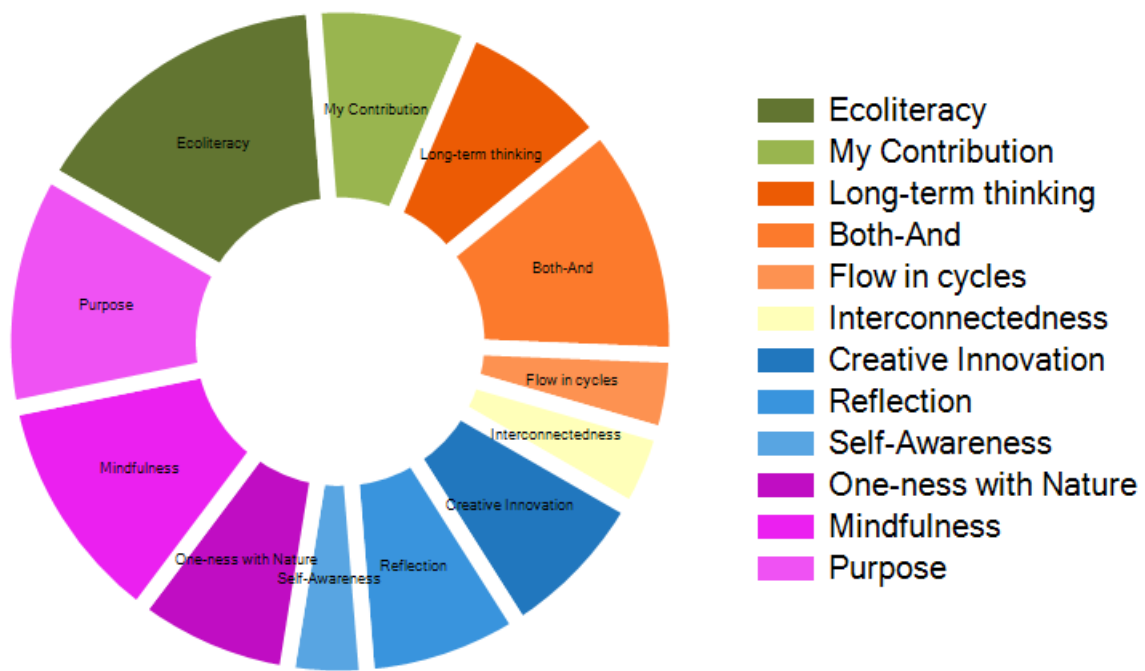 Ecoliteracy
My Contribution
Long-term thinking
Both-And
Flow in cycles
Interconnectedness
Creative Innovation
Reflection
Self-Awareness
One-ness with Nature
Mindfulness
Purpose
Ecoliteracy
My Contribution
Long-term thinking
Both-And
Flow in cycles
Interconnectedness
Creative Innovation
Reflection
Self-Awareness
One-ness with Nature
Mindfulness
Purpose